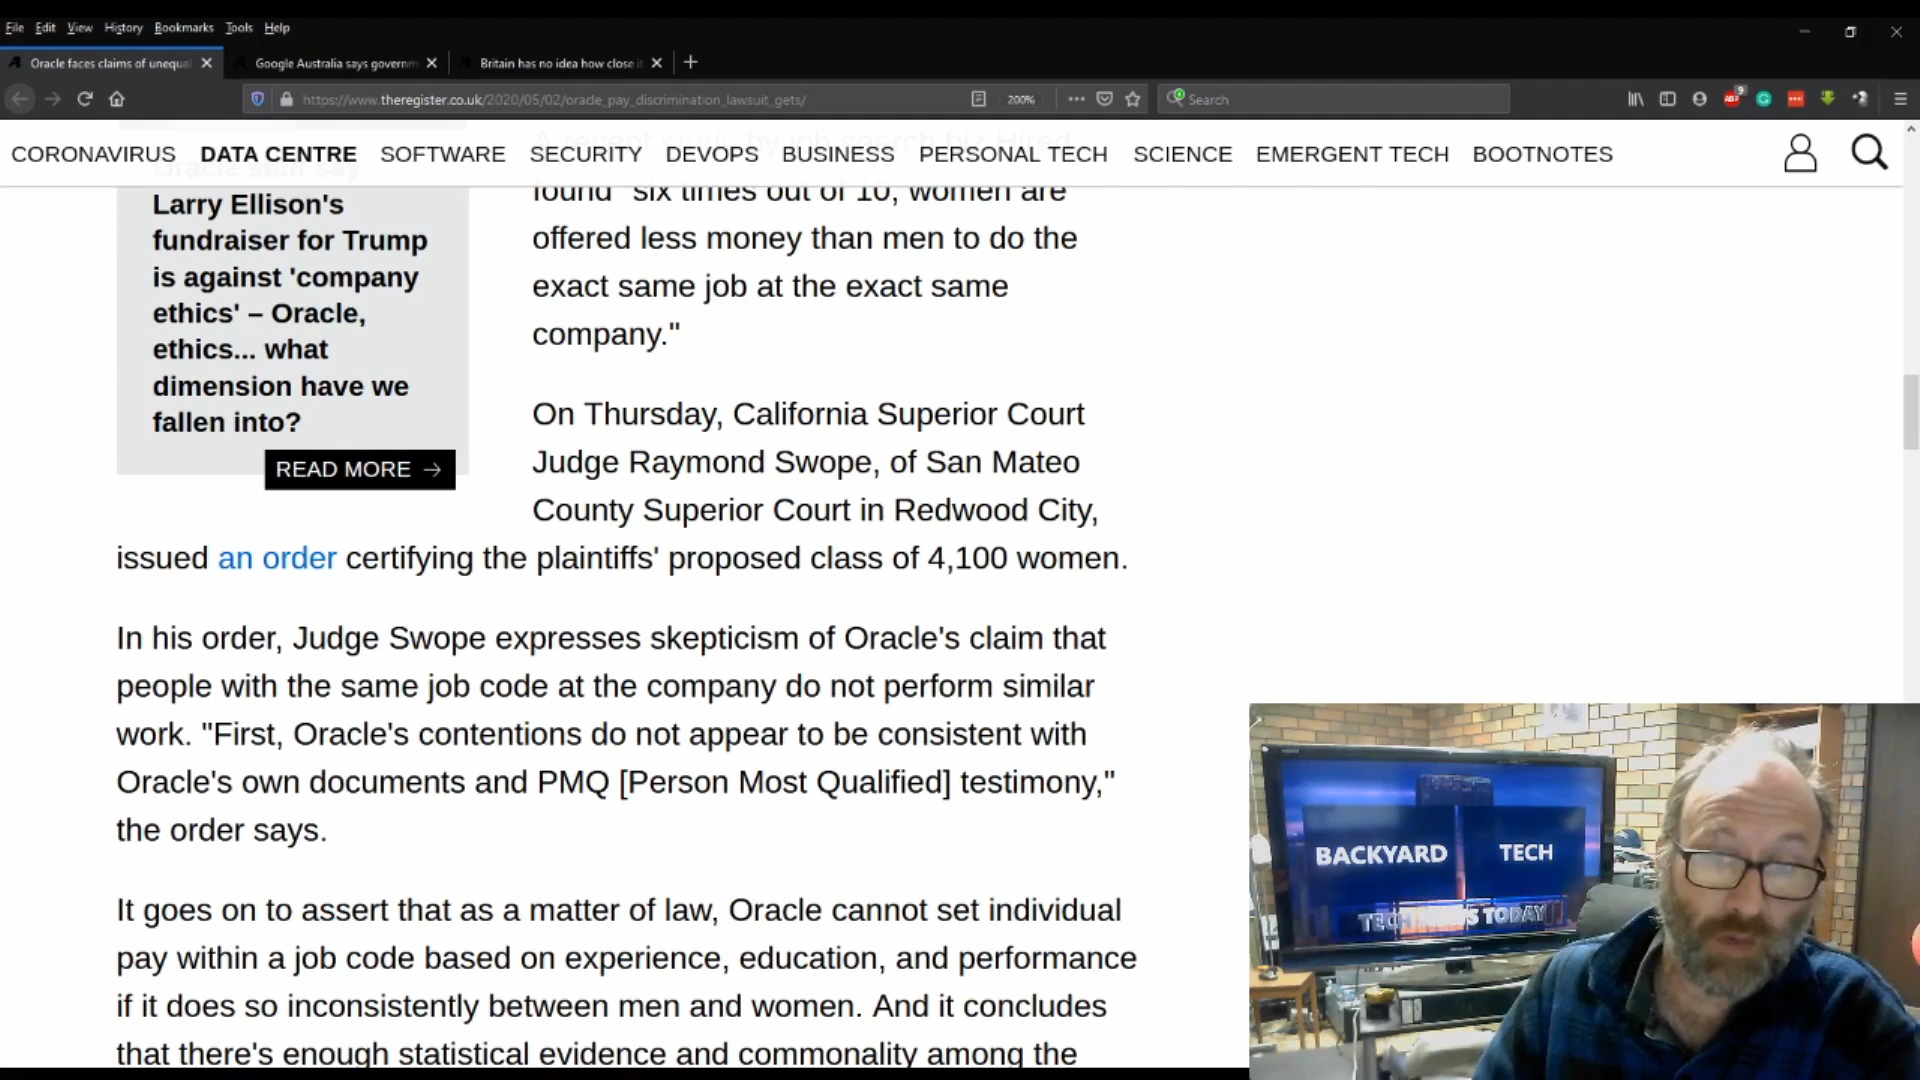 File Edit View History Bookmarks Tools Help
Oracle faces claims of unequa
Google Australia says governm
Britain has no idea how close i
https://www.theregister.co.uk/2020/05/02/oracle_pay_discrimination_lawsuit_gets/
200%
Search
9
CORONAVIRUS DATA CENTRE SOFTWARE SECURITY DEVOPS BUSINESS PERSONAL TECH SCIENCE EMERGENT TECH BOOTNOTES
Oracle staff say
Larry Ellison's
fundraiser for Trump
is against 'company
ethics' – Oracle,
ethics... what
dimension have we
fallen into?
READ MORE →
A recent study by job search biz Hired
found "six times out of 10, women are
offered less money than men to do the
exact same job at the exact same
company."
On Thursday, California Superior Court
Judge Raymond Swope, of San Mateo
County Superior Court in Redwood City,
issued an order certifying the plaintiffs' proposed class of 4,100 women.
In his order, Judge Swope expresses skepticism of Oracle's claim that
people with the same job code at the company do not perform similar
work. "First, Oracle's contentions do not appear to be consistent with
Oracle's own documents and PMQ [Person Most Qualified] testimony,"
the order says.
It goes on to assert that as a matter of law, Oracle cannot set individual
pay within a job code based on experience, education, and performance
if it does so inconsistently between men and women. And it concludes
that there's enough statistical evidence and commonality among the
BACKYARD TECH
TECH NEWS TODAY